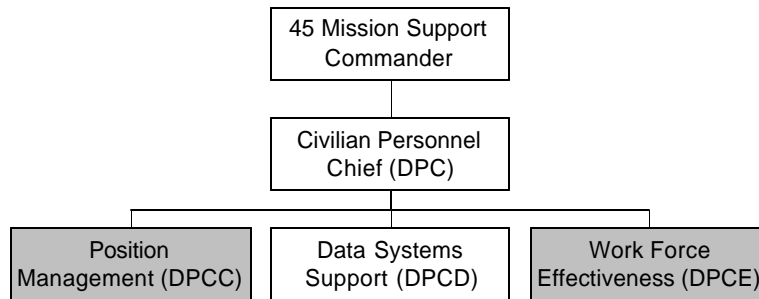 45 Mission Support
Commander
Civilian Personnel
Chief (DPC)
Position
Management (DPCC)
Data Systems
Support (DPCD)
Work Force
Effectiveness (DPCE)